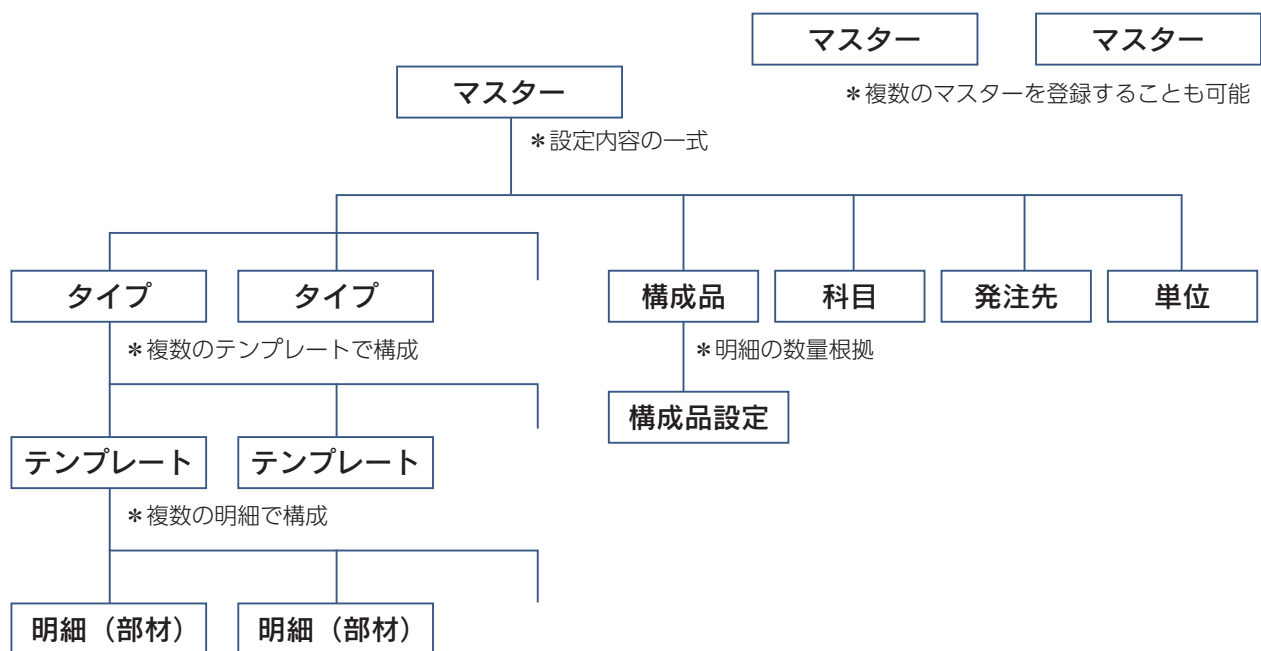 マスター
マスター
マスター
＊複数のマスターを登録することも可能
＊設定内容の一式
タイプ
タイプ
構成品
科目
発注先
単位
＊複数のテンプレートで構成
＊明細の数量根拠
構成品設定
テンプレート
テンプレート
＊複数の明細で構成
明細（部材）
明細（部材）